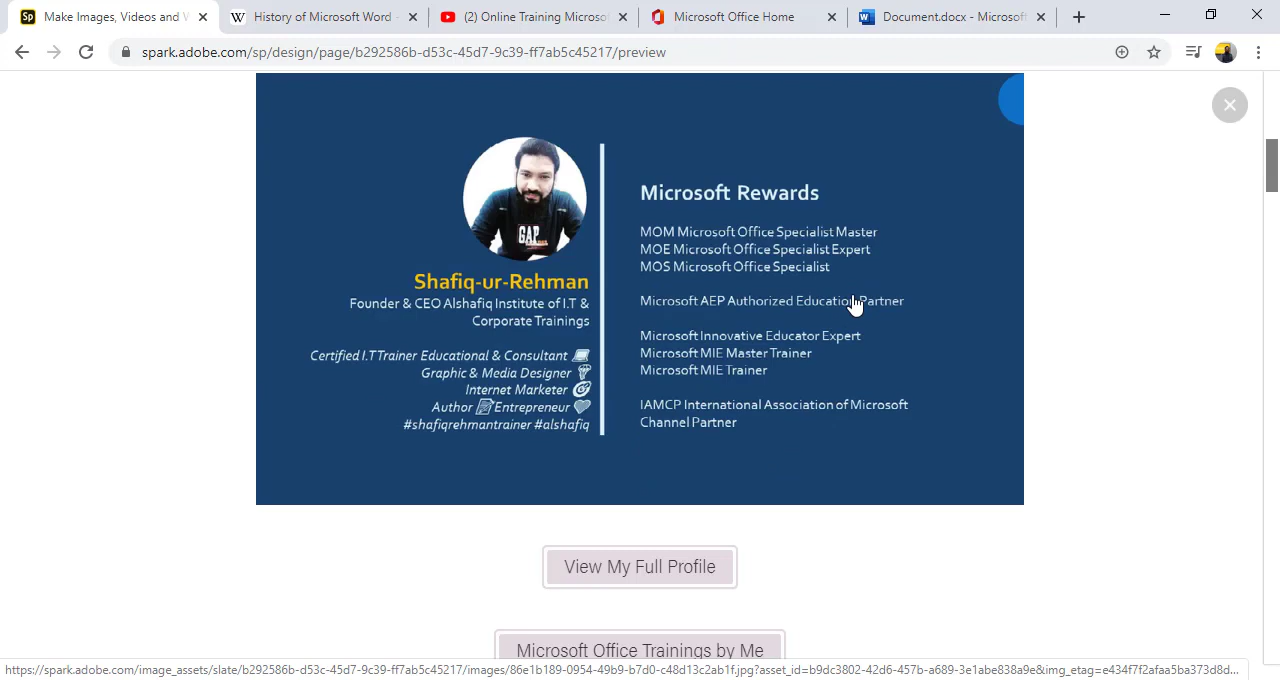 Make Images, Videos and V
History of Microsoft Word -
(2) Online Training Microso
Microsoft Office Home
Document.docx - Microsoft
spark.adobe.com/sp/design/page/b292586b-d53c-45d7-9c39-ff7ab5c45217/preview
GAP
Shafiq-ur-Rehman
Founder & CEO Alshafiq Institute of I.T &
Corporate Trainings
Certified I.T Trainer Educational & Consultant
Graphic & Media Designer
Internet Marketer
Author Entrepreneur
#shafiqrehmantrainer #alshafiq
Microsoft Rewards
MOM Microsoft Office Specialist Master
MOE Microsoft Office Specialist Expert
MOS Microsoft Office Specialist
Microsoft AEP Authorized Education Partner
Microsoft Innovative Educator Expert
Microsoft MIE Master Trainer
Microsoft MIE Trainer
IAMCP International Association of Microsoft
Channel Partner
View My Full Profile
Microsoft Office Trainings by Me
https://spark.adobe.com/image_assets/slate/b292586b-d53c-45d7-9c39-ff7ab5c45217/images/86e1b189-0954-49b9-b7d0-c48d13c2ab1f.jpg?asset_id=b9dc3802-42d6-457b-a689-3e1abe838a9e&img_etag=e434f7f2afaa5ba373d8d...